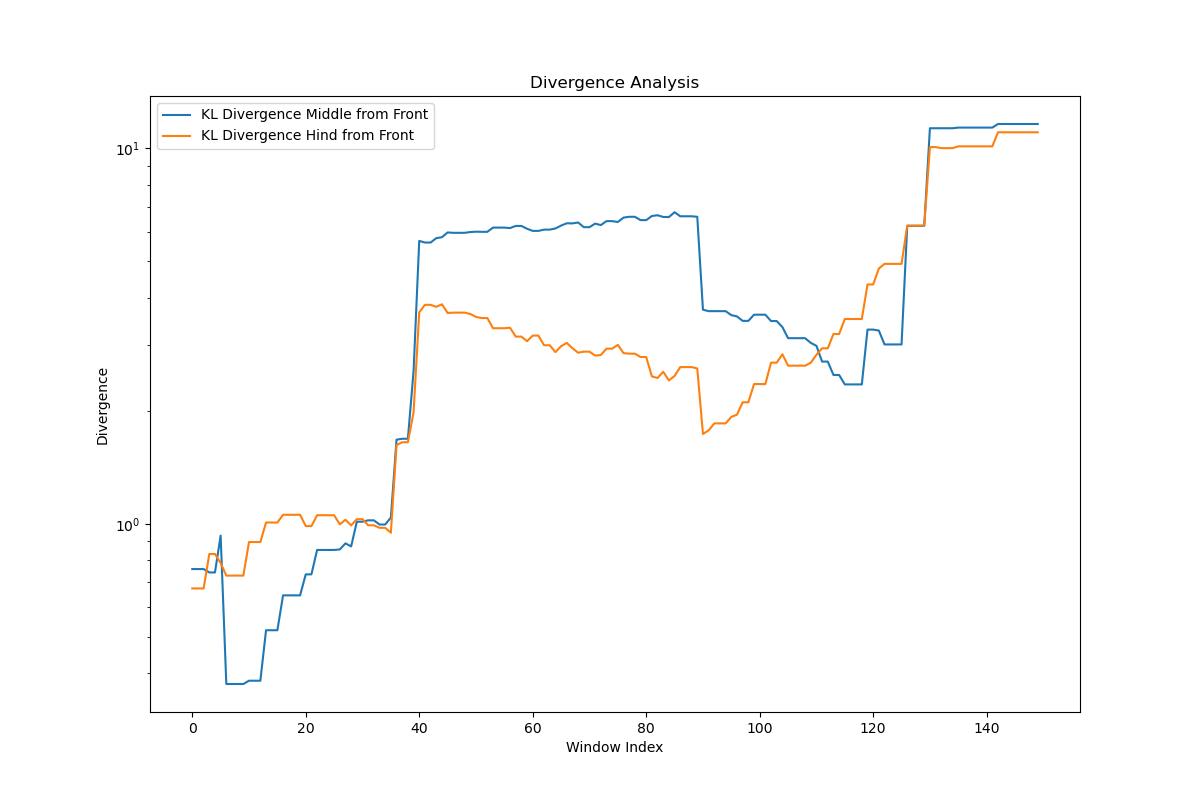 Divergence Analysis
KL Divergence Middle from Front
KL Divergence Hind from Front
Divergence
10¹
10⁰
0 20 40 60 80 100 120 140
Window Index